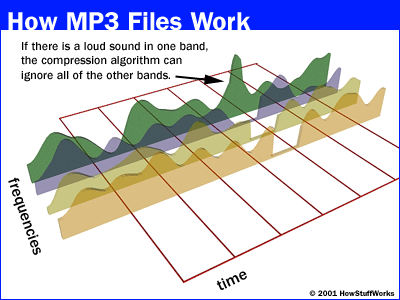 How MP3 Files Work
If there is a loud sound in one band,
the compression algorithm can
ignore all of the other bands.
frequencies
time
© 2001 HowStuffWorks